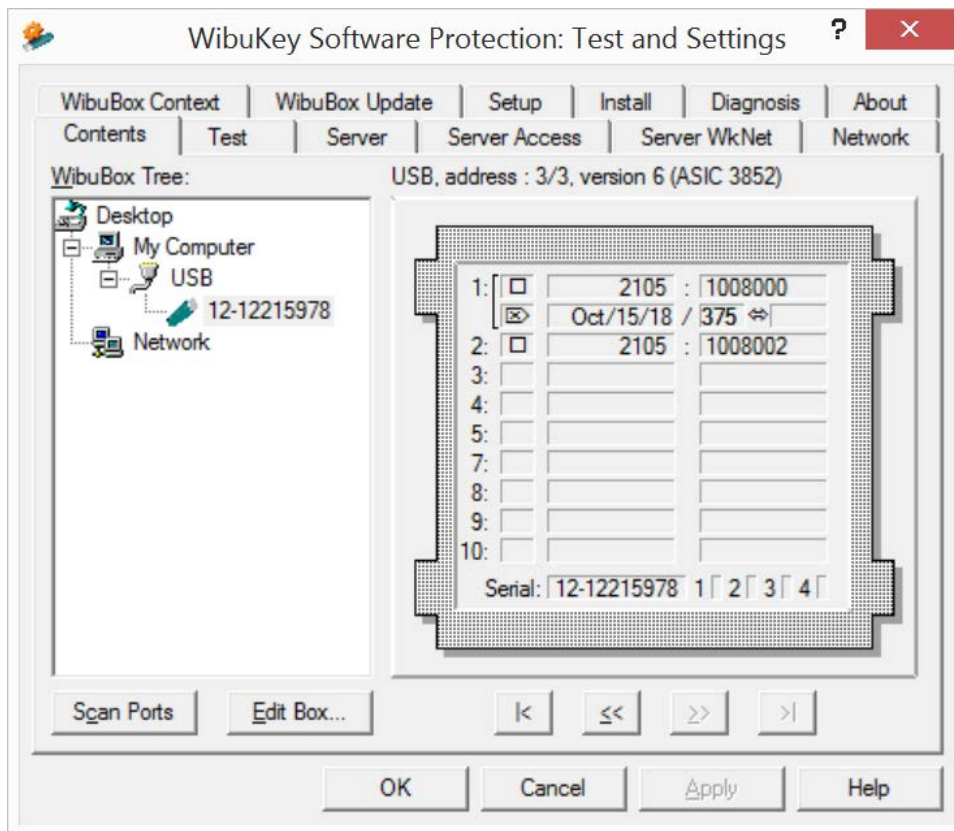 WibuKey Software Protection: Test and Settings ? ×
WibuBox Context WibuBox Update Setup Install Diagnosis About
Contents Test Server Server Access Server WkNet Network
WibuBox Tree: USB, address : 3/3, version 6 (ASIC 3852)
Desktop
My Computer
USB
12-12215978
Network
1: 2105 : 1008000
Oct/15/18 / 375
2: 2105 : 1008002
3:
4:
5:
7:
8:
9:
10:
Serial: 12-12215978 1 2 3 4
Scan Ports Edit Box... |< << >> >|
OK Cancel Apply Help